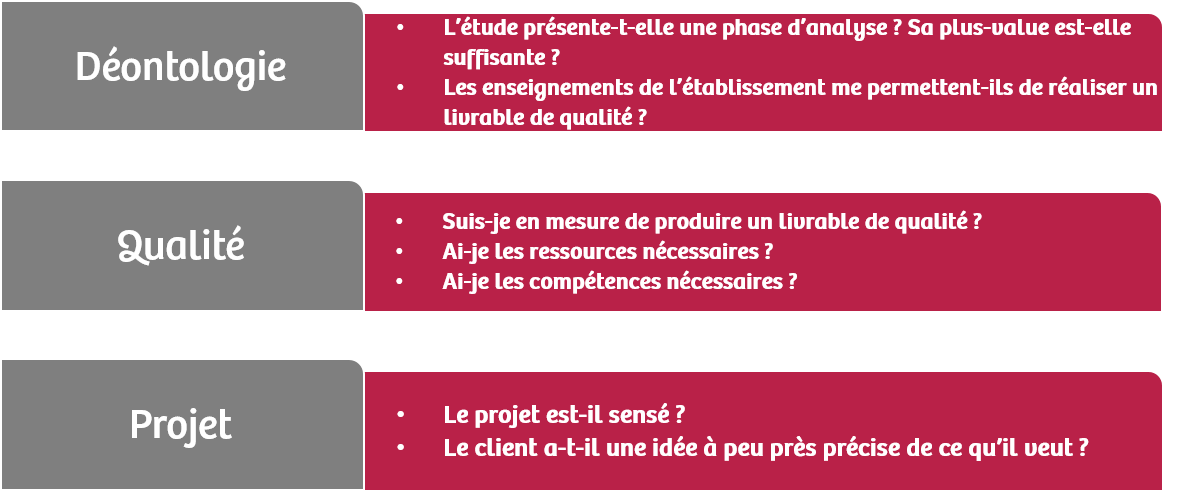 Déontologie
• L'étude présente-t-elle une phase d'analyse ? Sa plus-value est-elle
suffisante ?
• Les enseignements de l'établissement me permettent-ils de réaliser un
livrable de qualité ?
Qualité
• Suis-je en mesure de produire un livrable de qualité ?
• Ai-je les ressources nécessaires ?
• Ai-je les compétences nécessaires ?
Projet
• Le projet est-il sensé ?
• Le client a-t-il une idée à peu près précise de ce qu'il veut ?